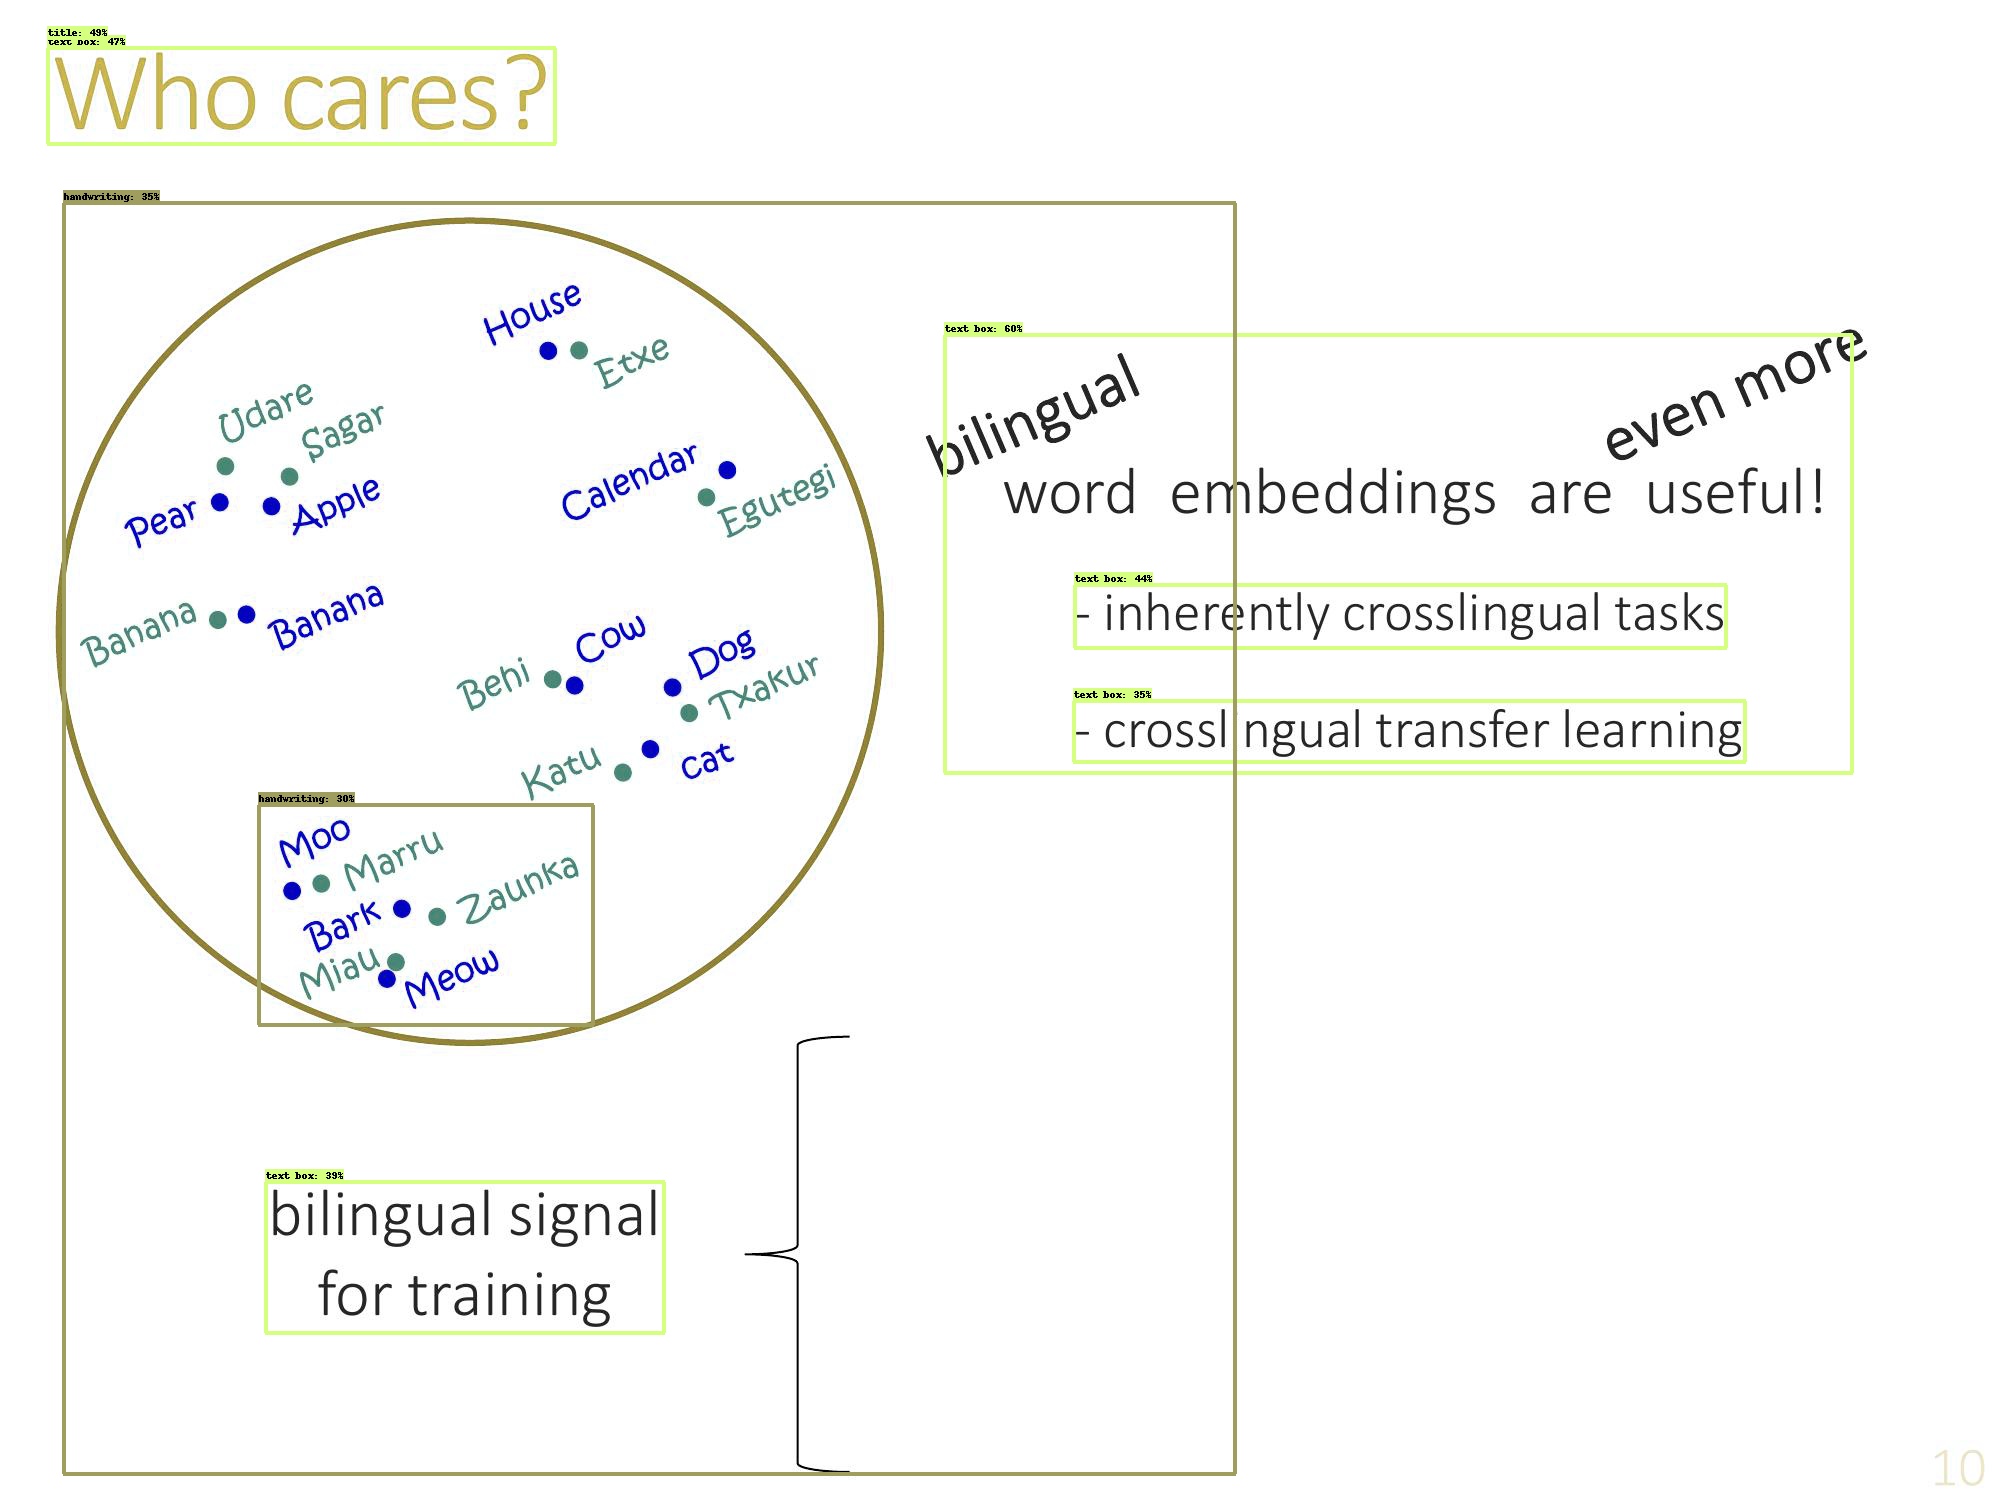 title: 49%
text box: 47%
Who cares?
handwriting: 35%
House
Etxe
Udare
Sagar
Pear
Apple
Calendar
Egutegi
Banana
Banana
Cow
Behi
Dog
Txakur
Katu
cat
handwriting: 30%
Moo
Marru
Bark
Zaunka
Miau
Meow
text box: 60%
bilingual
even more
word embeddings are useful!
text box: 44%
- inherently crosslingual tasks
text box: 35%
- crosslingual transfer learning
text box: 39%
bilingual signal
for training
10